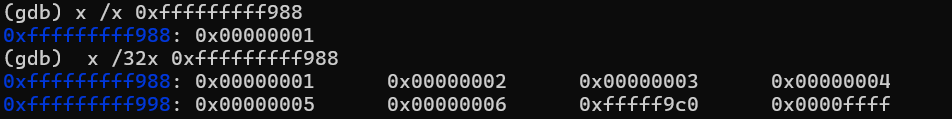 (gdb) x /x 0xfffffffff988
0xfffffffff988: 0x00000001
(gdb)  x /32x 0xfffffffff988
0xfffffffff988: 0x00000001 0x00000002 0x00000003 0x00000004
0xfffffffff998: 0x00000005 0x00000006 0xfffff9c0 0x0000ffff